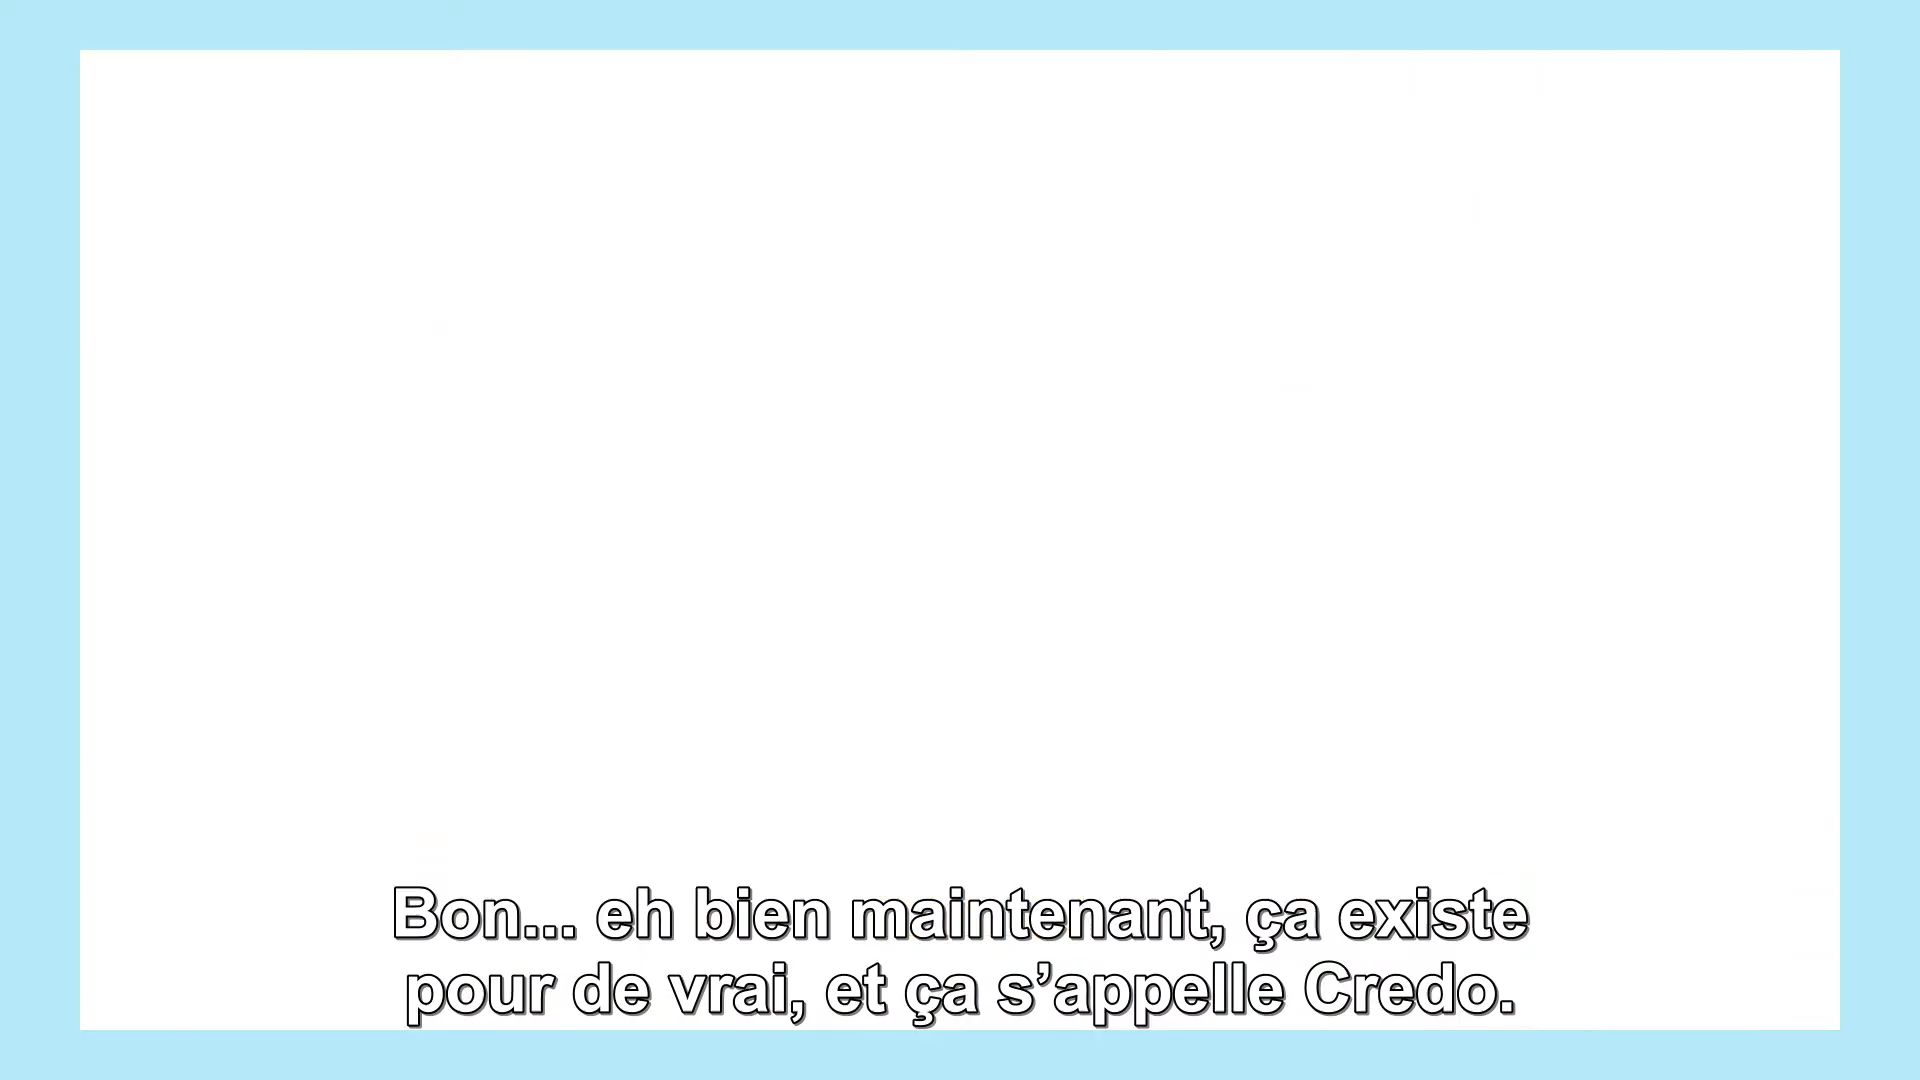 Bon... eh bien maintenant, ça existe
pour de vrai, et ça s’appelle Credo.